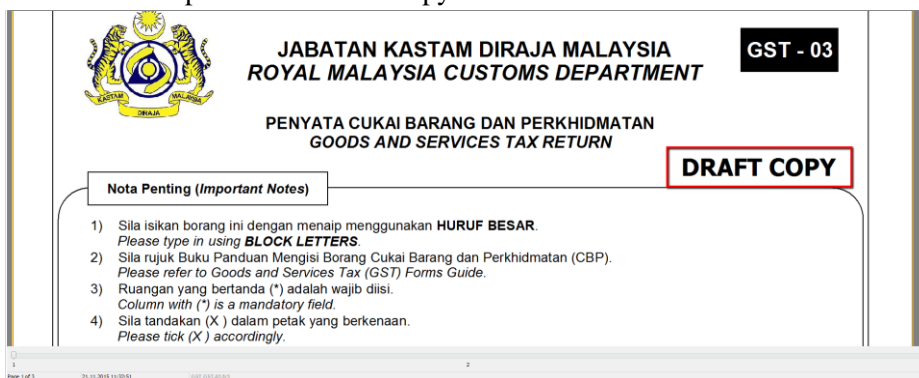 JABATAN KASTAM DIRAJA MALAYSIA
ROYAL MALAYSIA CUSTOMS DEPARTMENT
GST - 03
KASTAM
DIRAJA
MALAYSIA
PENYATA CUKAI BARANG DAN PERKHIDMATAN
GOODS AND SERVICES TAX RETURN
DRAFT COPY
Nota Penting (Important Notes)
1) Sila isikan borang ini dengan menaip menggunakan HURUF BESAR.
Please type in using BLOCK LETTERS.
2) Sila rujuk Buku Panduan Mengisi Borang Cukai Barang dan Perkhidmatan (CBP).
Please refer to Goods and Services Tax (GST) Forms Guide.
3) Ruangan yang bertanda (*) adalah wajib diisi.
Column with (*) is a mandatory field.
4) Sila tandakan (X ) dalam petak yang berkenaan.
Please tick (X ) accordingly.
1
2